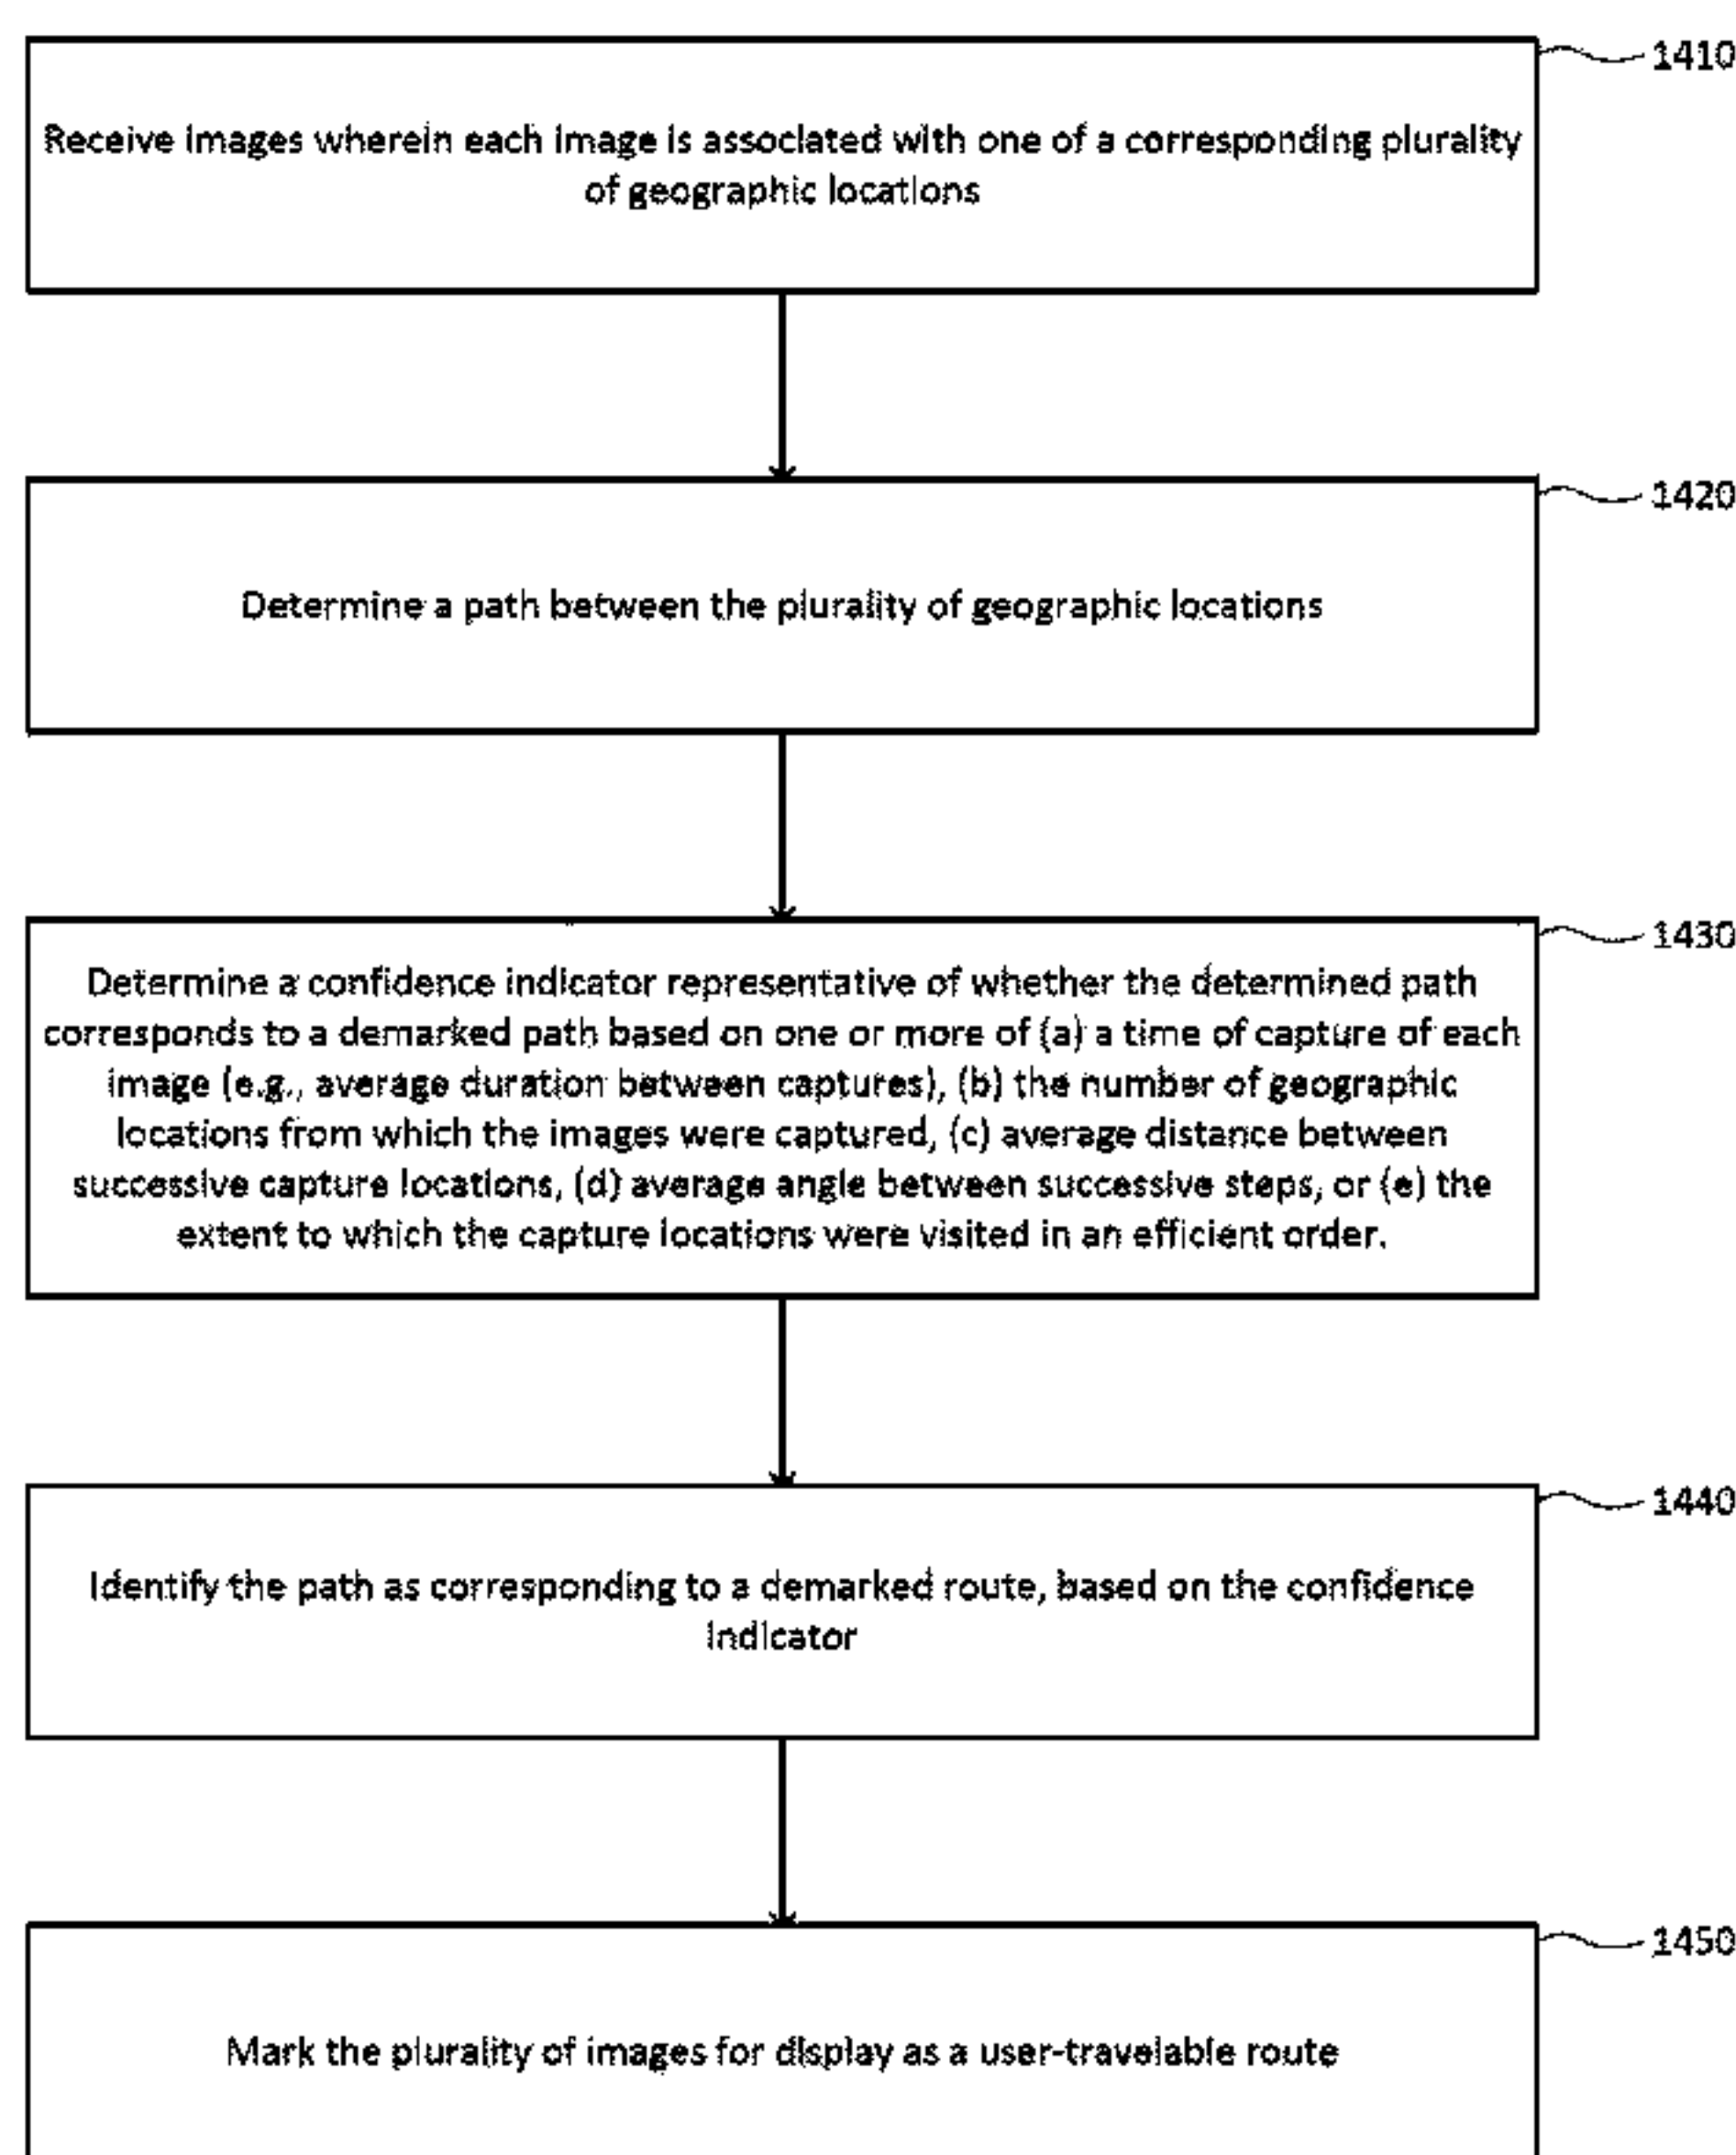 1410
Receive images wherein each image is associated with one of a corresponding plurality
of geographic locations
1420
Determine a path between the plurality of geographic locations
1430
Determine a confidence indicator representative of whether the determined path
corresponds to a demarked path based on one or more of (a) a time of capture of each
image (e.g., average duration between captures), (b) the number of geographic
locations from which the images were captured, (c) average distance between
successive capture locations, (d) average angle between successive steps, or (e) the
extent to which the capture locations were visited in an efficient order.
1440
Identify the path as corresponding to a demarked route, based on the confidence
indicator
1450
Mark the plurality of images for display as a user-travelable route